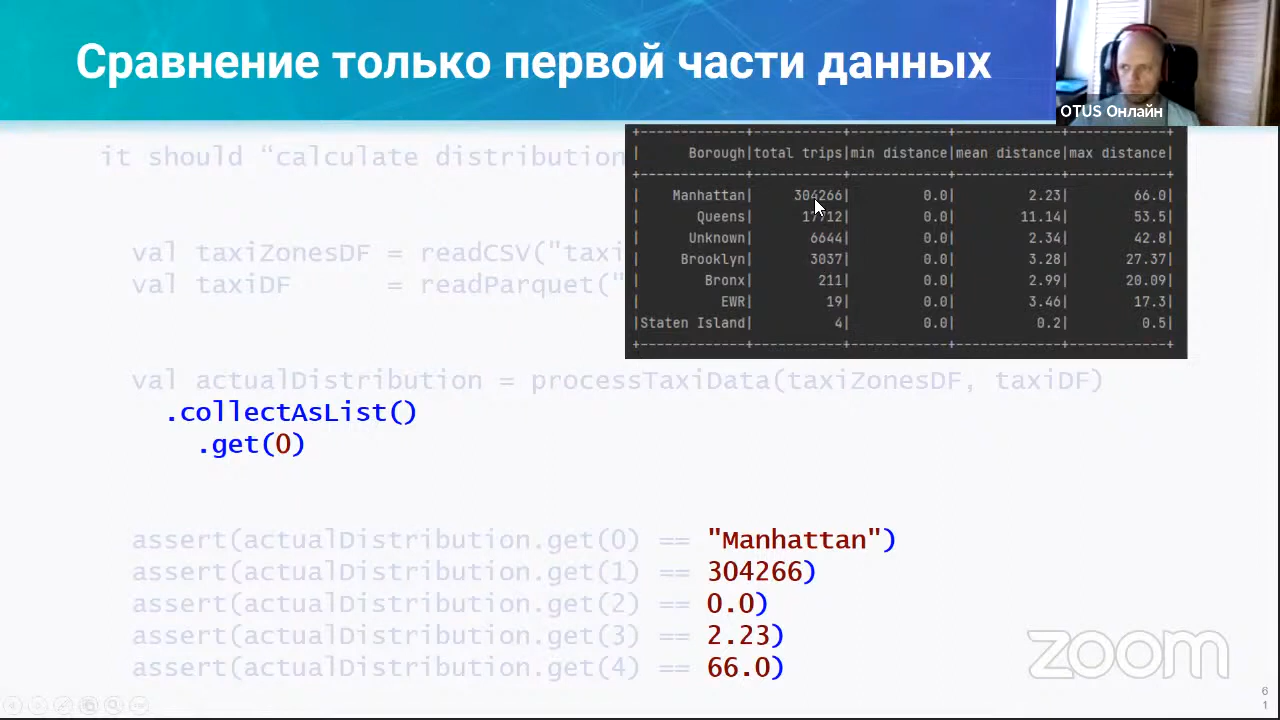 Сравнение только первой части данных
OTUS Онлайн
it should “calculate distribution
val taxiZonesDF = readCSV("taxi
val taxiDF = readParquet("
+-------------+-----------+------------+-------------+------------+
| Borough|total trips|min distance|mean distance|max distance|
+-------------+-----------+------------+-------------+------------+
| Manhattan| 304266| 0.0| 2.23| 66.0|
| Queens| 17712| 0.0| 11.14| 53.5|
| Unknown| 6644| 0.0| 2.34| 42.8|
| Brooklyn| 3037| 0.0| 3.28| 27.37|
| Bronx| 211| 0.0| 2.99| 20.09|
| EWR| 19| 0.0| 3.46| 17.3|
|Staten Island| 4| 0.0| 0.2| 0.5|
+-------------+-----------+------------+-------------+------------+
val actualDistribution = processTaxiData(taxiZonesDF, taxiDF)
.collectAsList()
.get(0)
assert(actualDistribution.get(0) == "Manhattan")
assert(actualDistribution.get(1) == 304266)
assert(actualDistribution.get(2) == 0.0)
assert(actualDistribution.get(3) == 2.23)
assert(actualDistribution.get(4) == 66.0)
zoom
6
1